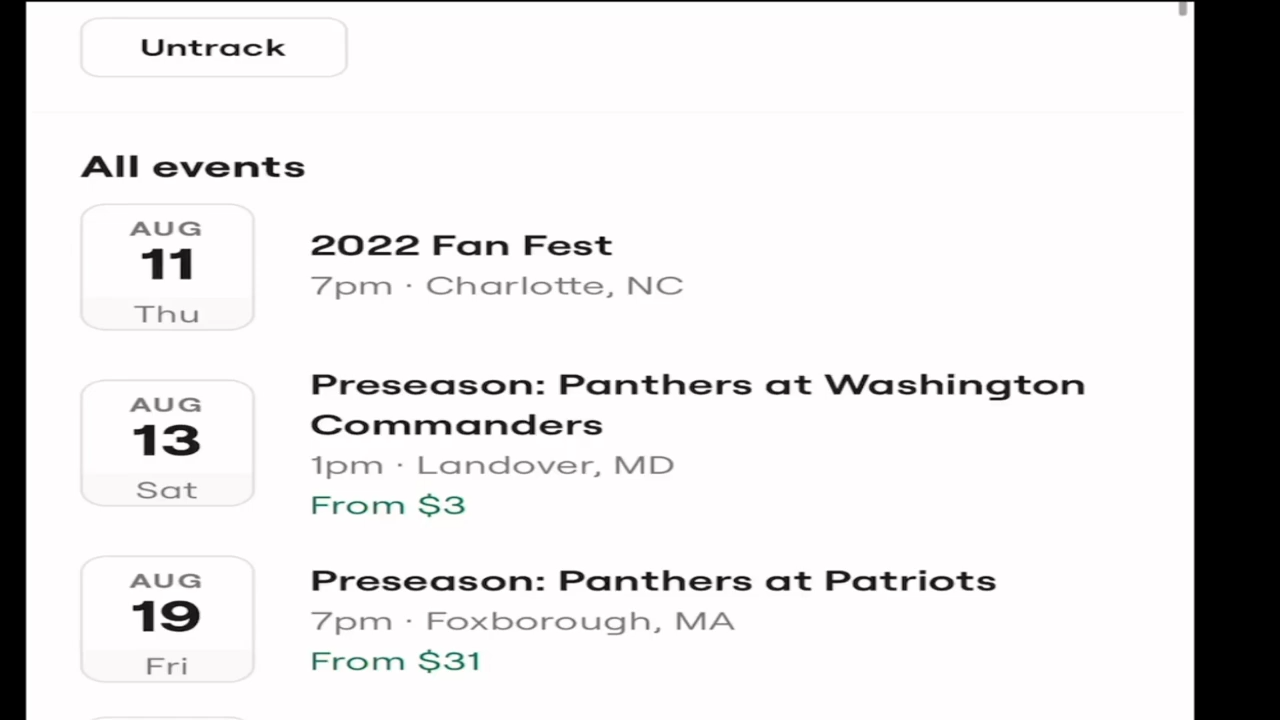 Untrack
All events
AUG
11
Thu
2022 Fan Fest
7pm · Charlotte, NC
AUG
13
Sat
Preseason: Panthers at Washington
Commanders
1pm · Landover, MD
From $3
AUG
19
Fri
Preseason: Panthers at Patriots
7pm · Foxborough, MA
From $31